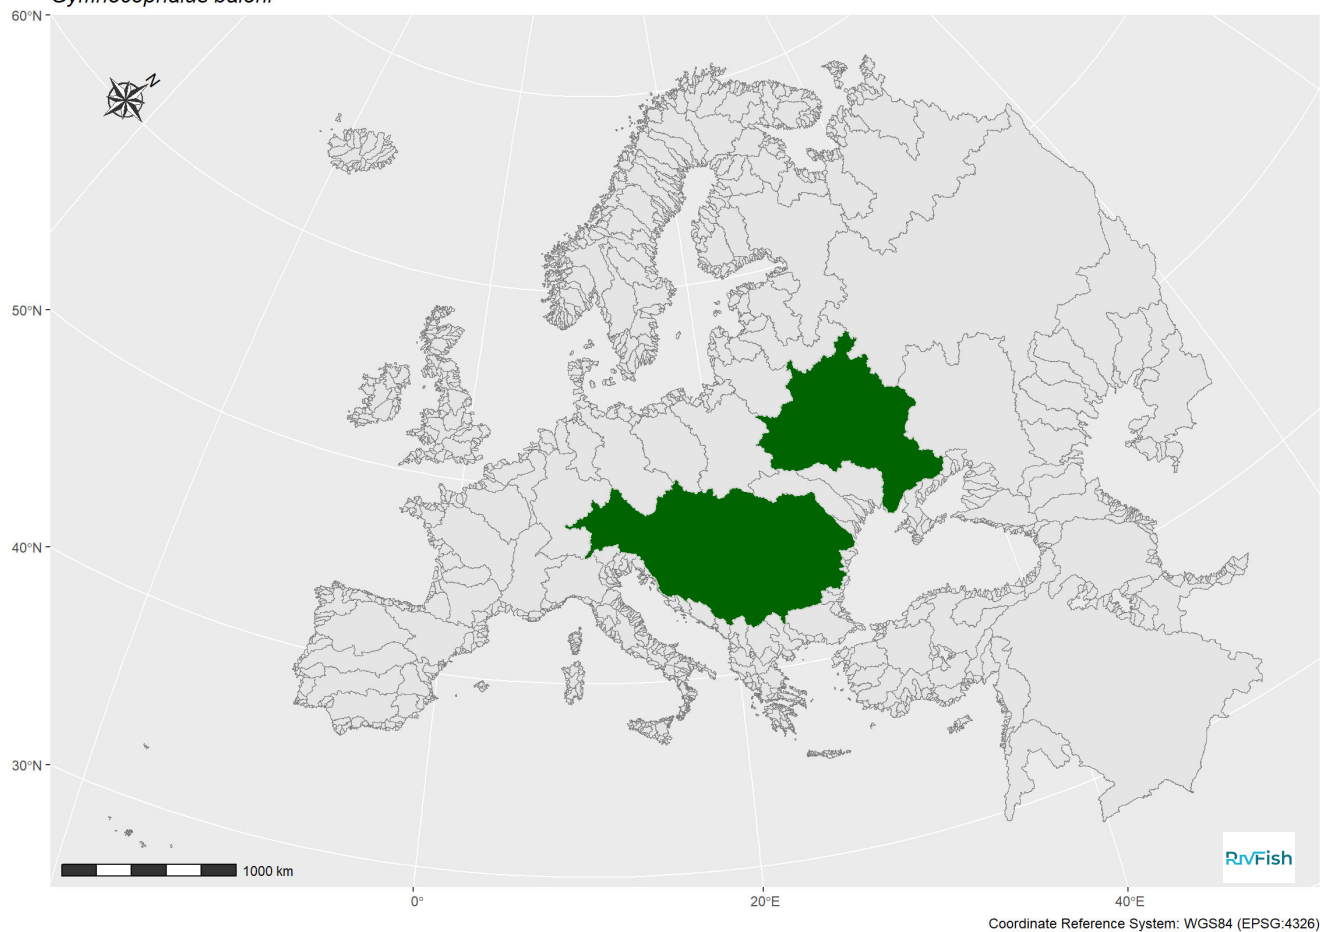 Gymnocephalus baloni
60°N
N
50°N
40°N
30°N
1000 km
RIVFish
0°
20°E
40°E
Coordinate Reference System: WGS84 (EPSG:4326)